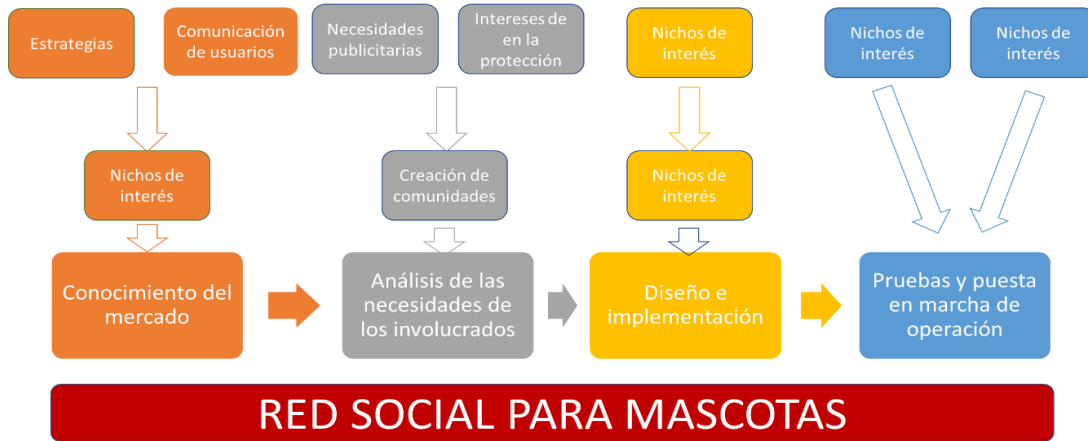 Estrategias
Comunicación
de usuarios
Necesidades
publicitarias
Intereses de
en la
protección
Nichos de
interés
Nichos de
interés
Nichos de
interés
Nichos de
interés
Creación de
comunidades
Nichos de
interés
Conocimiento del
mercado
Análisis de las
necesidades de
los involucrados
Diseño e
implementación
Pruebas y puesta
en marcha de
operación
RED SOCIAL PARA MASCOTAS